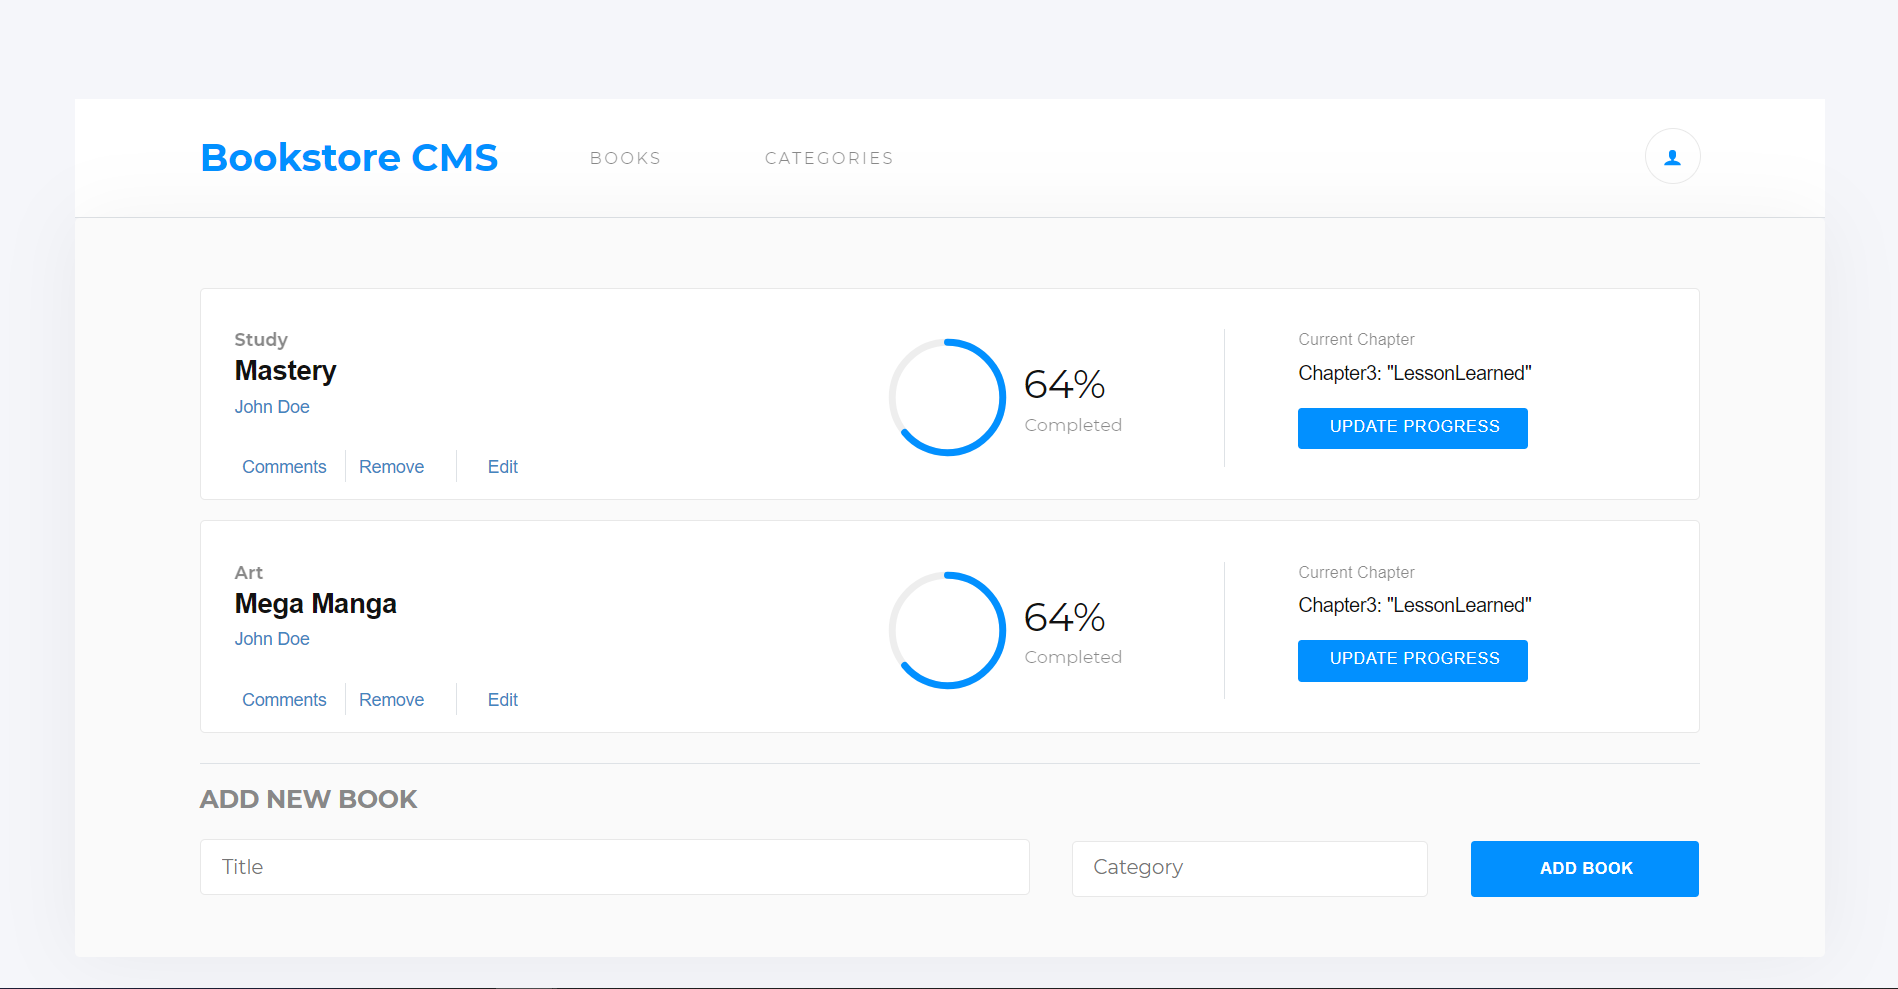 Bookstore CMS BOOKS CATEGORIES
Study
Mastery
John Doe
Comments Remove Edit
64%
Completed
Current Chapter
Chapter3: "LessonLearned"
UPDATE PROGRESS
Art
Mega Manga
John Doe
Comments Remove Edit
64%
Completed
Current Chapter
Chapter3: "LessonLearned"
UPDATE PROGRESS
ADD NEW BOOK
Title Category ADD BOOK